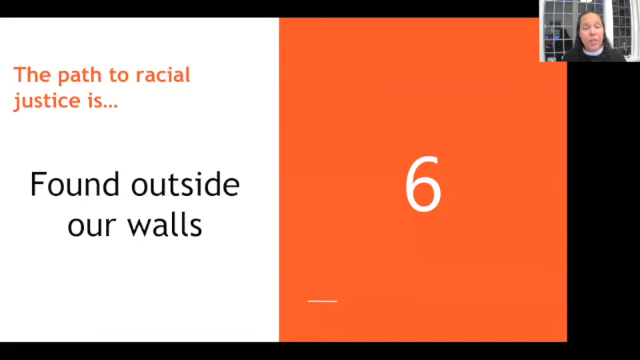 The path to racial
justice is...
Found outside
our walls
6